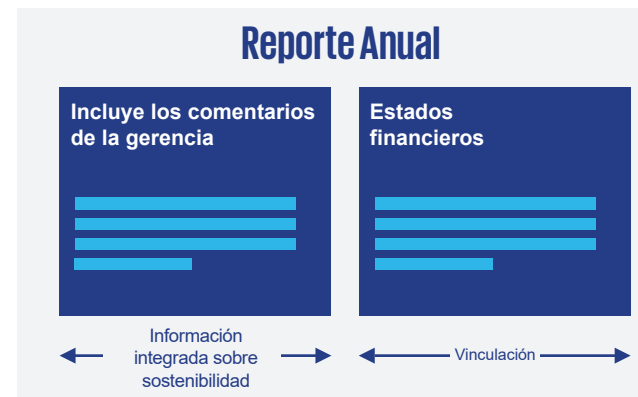 Reporte Anual
Incluye los comentarios
de la gerencia
Estados
financieros
Información
integrada sobre
sostenibilidad
Vinculación